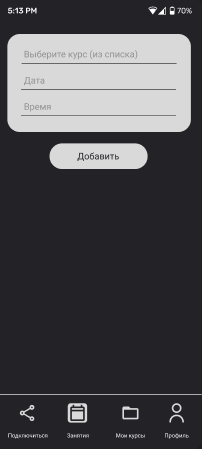 5:13 PM 70%
Выберите курс (из списка)
Дата
Время
Добавить
Подключиться Занятия Мои курсы Профиль